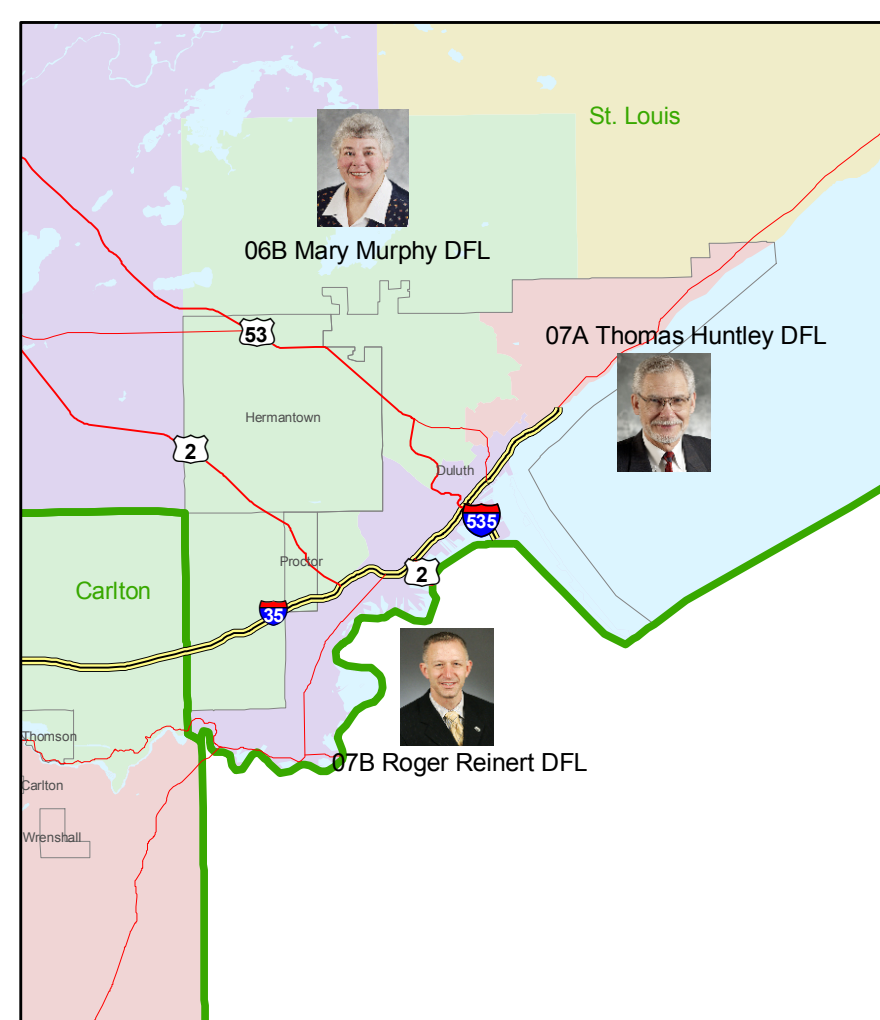 St. Louis
06B Mary Murphy DFL
53
07A Thomas Huntley DFL
Hermantown
2
Duluth
535
Proctor
2
Carlton
35
Thomson
07B Roger Reinert DFL
Carlton
Wrenshall